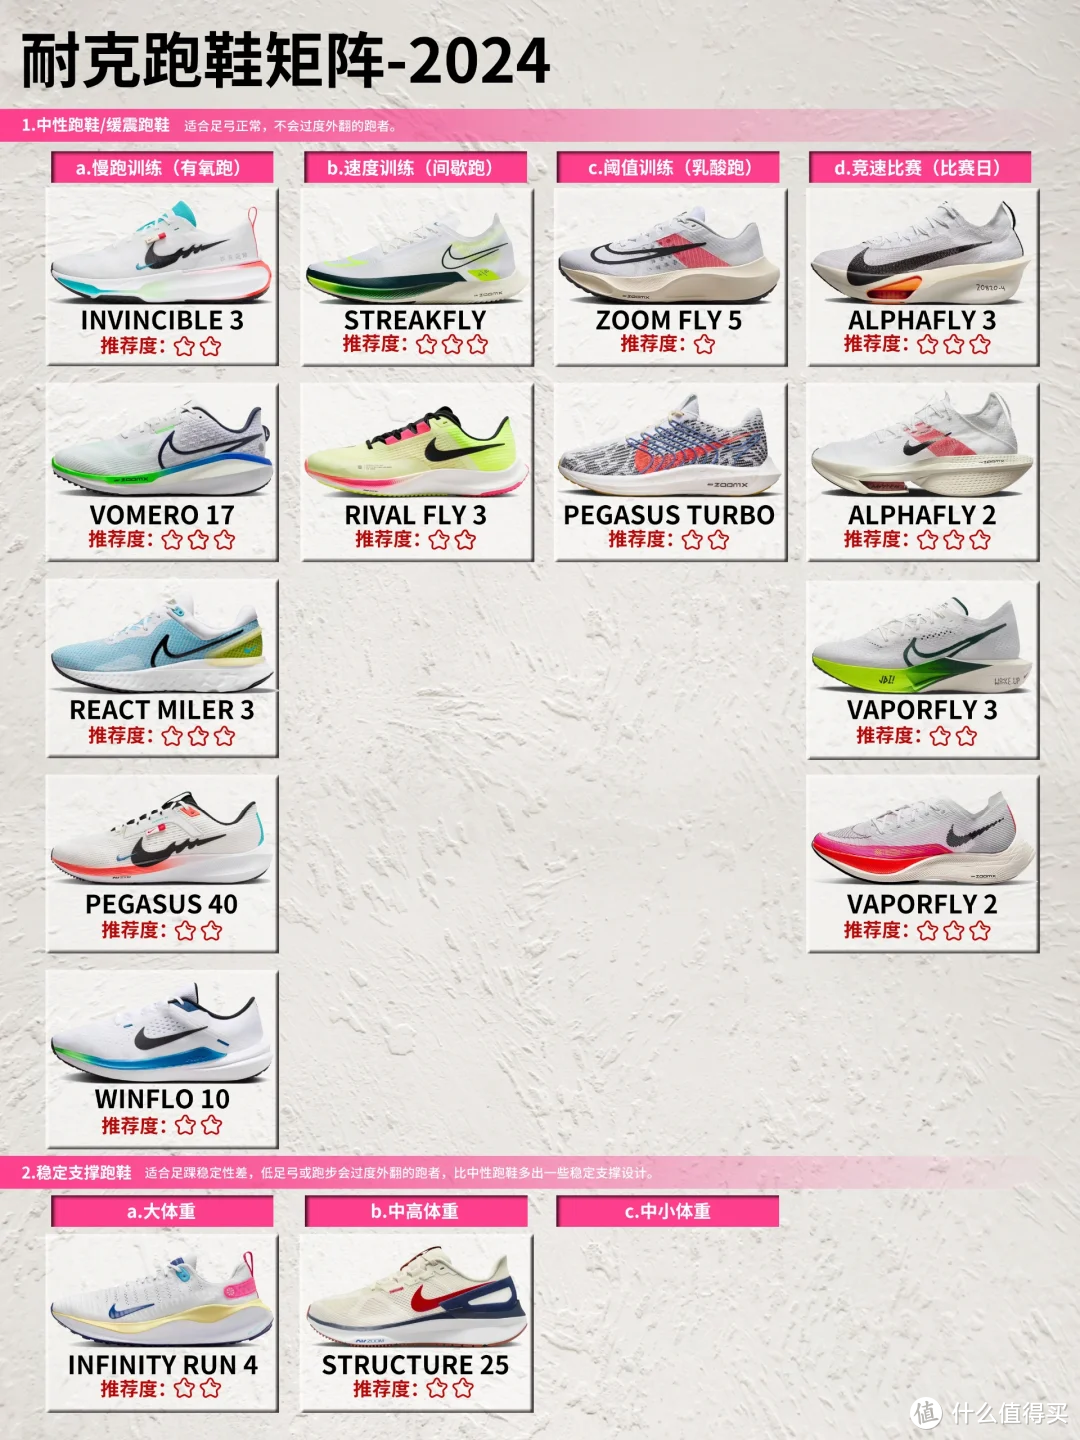 耐克跑鞋矩阵-2024
1.中性跑鞋/缓震跑鞋 适合足弓正常，不会过度外翻的跑者。
a.慢跑训练（有氧跑） b.速度训练（间歇跑） c.阈值训练（乳酸跑） d.竞速比赛（比赛日）
INVINCIBLE 3 STREAKFLY ZOOM FLY 5 ALPHAFLY 3
推荐度： 推荐度： 推荐度： 推荐度：
VOMERO 17 RIVAL FLY 3 PEGASUS TURBO ALPHAFLY 2
推荐度： 推荐度： 推荐度： 推荐度：
REACT MILER 3 VAPORFLY 3
推荐度： 推荐度：
PEGASUS 40 VAPORFLY 2
推荐度： 推荐度：
WINFLO 10
推荐度：
2.稳定支撑跑鞋 适合足踝稳定性差，低足弓或跑步会过度外翻的跑者，比中性跑鞋多出一些稳定支撑设计。
a.大体重 b.中高体重 c.中小体重
INFINITY RUN 4 STRUCTURE 25
推荐度： 推荐度：
值 什么值得买